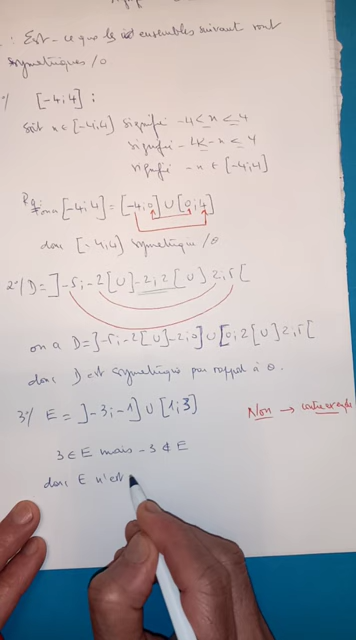 : Est-ce que les ensembles suivant sont
symétriques /0
1°/ [-4;4] :
Soit x ∈ [-4;4] signifie -4 ≤ x ≤ 4
signifie -4 ≤ -x ≤ 4
signifie -x ∈ [-4;4]
Rq:
on a [-4;4] = [-4;0] ∪ [0;4]
donc [-4;4] symétrique /0
2°/ D = ]-5;-2[ ∪ ]-2;2[ ∪ ]2;5[
on a D = ]-5;-2[ ∪ ]-2;0] ∪ [0;2[ ∪ ]2;5[
donc D est symétrique par rapport à 0.
3°/ E = ]-3;-1] ∪ [1;3]
Non → contre exemple
3 ∈ E mais -3 ∉ E
donc E n'est